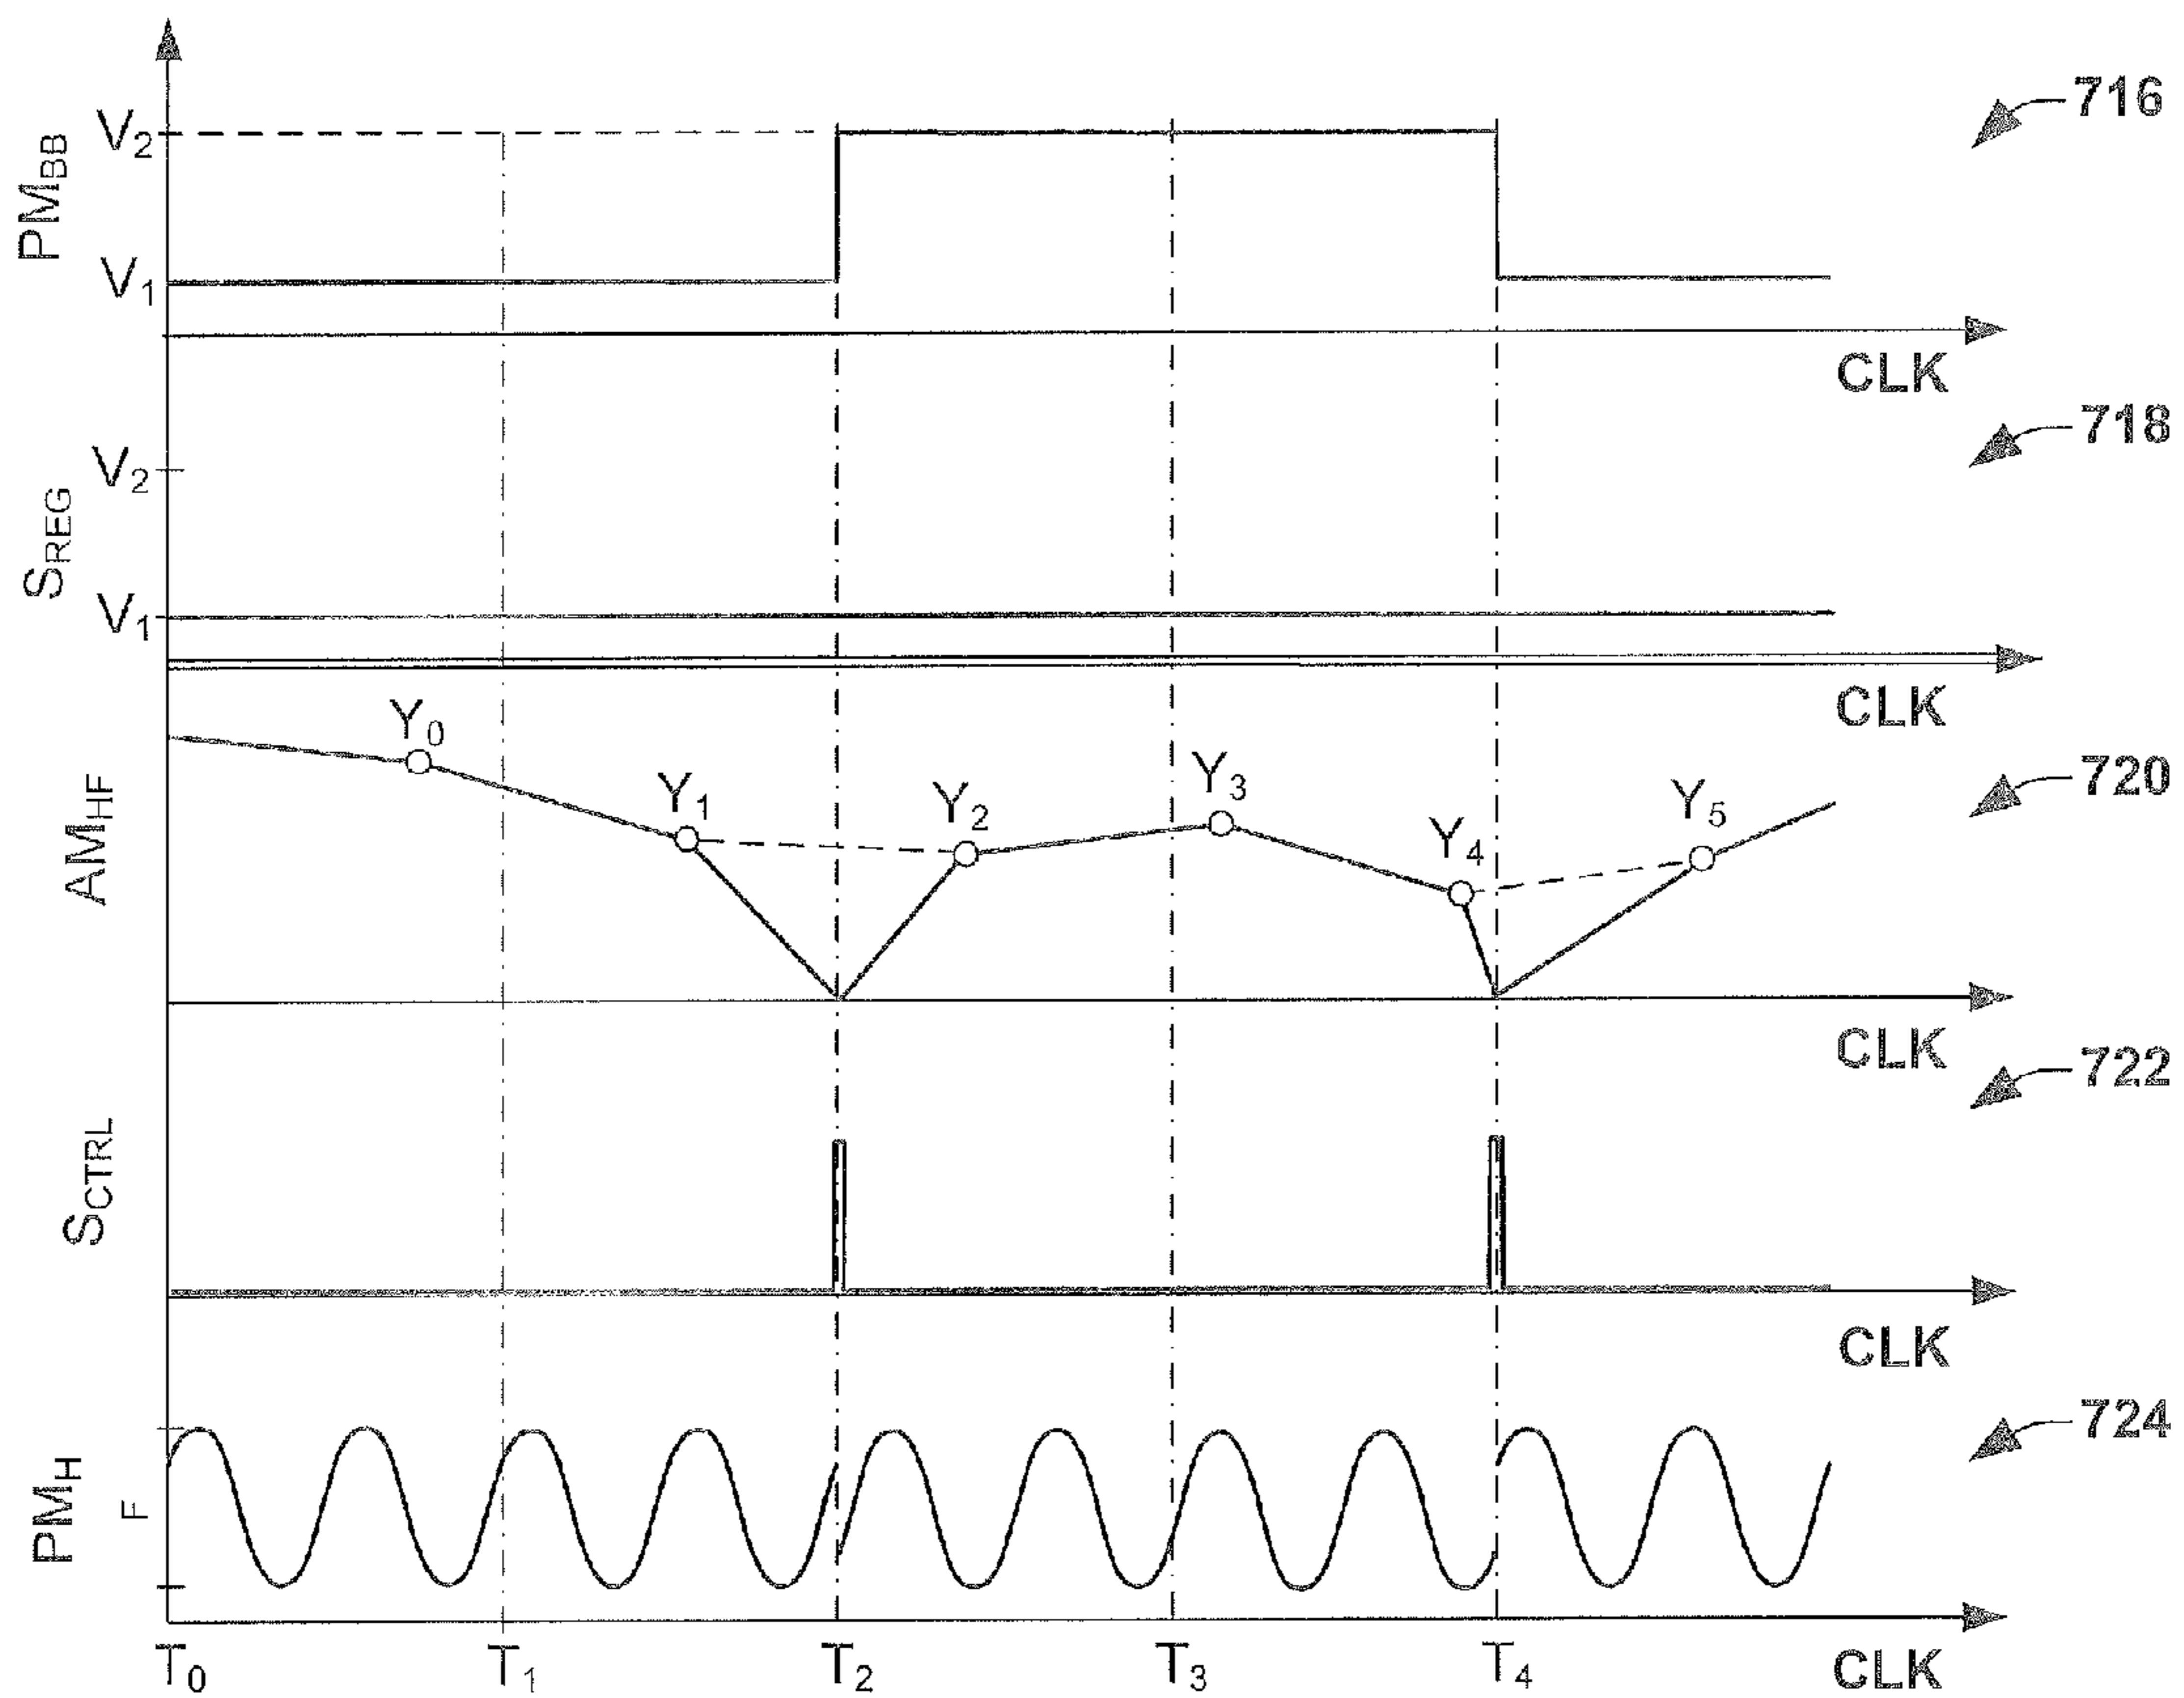 716
V2
PMBB
V1
CLK
718
V2
SREG
V1
CLK
Y0
Y1
Y2
Y3
Y4
Y5
720
AMHF
CLK
722
SCTRL
CLK
724
PMH
F
T0 T1 T2 T3 T4 CLK